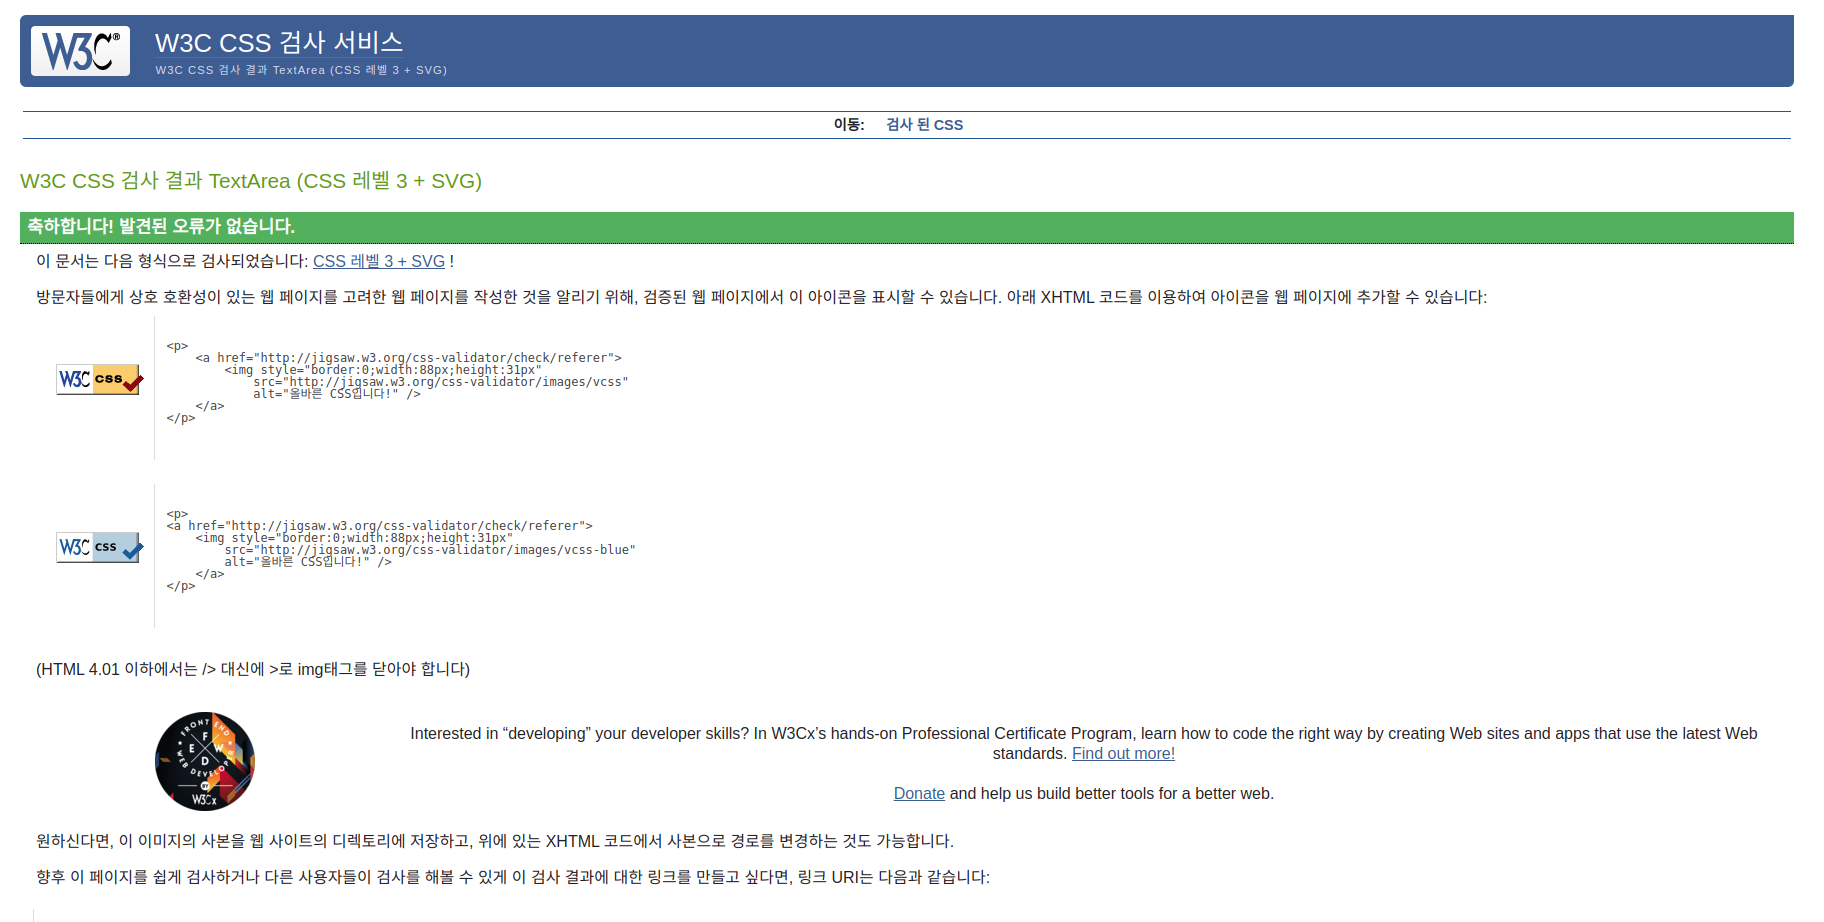 W3C®
W3C CSS 검사 서비스
W3C CSS 검사 결과 TextArea (CSS 레벨 3 + SVG)
이동: 검사 된 CSS
W3C CSS 검사 결과 TextArea (CSS 레벨 3 + SVG)
축하합니다! 발견된 오류가 없습니다.
이 문서는 다음 형식으로 검사되었습니다: CSS 레벨 3 + SVG !
방문자들에게 상호 호환성이 있는 웹 페이지를 고려한 웹 페이지를 작성한 것을 알리기 위해, 검증된 웹 페이지에서 이 아이콘을 표시할 수 있습니다. 아래 XHTML 코드를 이용하여 아이콘을 웹 페이지에 추가할 수 있습니다:
W3C css
<p>
<a href="http://jigsaw.w3.org/css-validator/check/referer">
<img style="border:0;width:88px;height:31px"
src="http://jigsaw.w3.org/css-validator/images/vcss"
alt="올바른 CSS입니다!" />
</a>
</p>
W3C css
<p>
<a href="http://jigsaw.w3.org/css-validator/check/referer">
<img style="border:0;width:88px;height:31px"
src="http://jigsaw.w3.org/css-validator/images/vcss-blue"
alt="올바른 CSS입니다!" />
</a>
</p>
(HTML 4.01 이하에서는 /> 대신에 >로 img태그를 닫아야 합니다)
FRONT END
F
E W
D
WEB DEVELOPER
BY
W3Cx
Interested in “developing” your developer skills? In W3Cx’s hands-on Professional Certificate Program, learn how to code the right way by creating Web sites and apps that use the latest Web
standards. Find out more!
Donate and help us build better tools for a better web.
원하신다면, 이 이미지의 사본을 웹 사이트의 디렉토리에 저장하고, 위에 있는 XHTML 코드에서 사본으로 경로를 변경하는 것도 가능합니다.
향후 이 페이지를 쉽게 검사하거나 다른 사용자들이 검사를 해볼 수 있게 이 검사 결과에 대한 링크를 만들고 싶다면, 링크 URI는 다음과 같습니다: